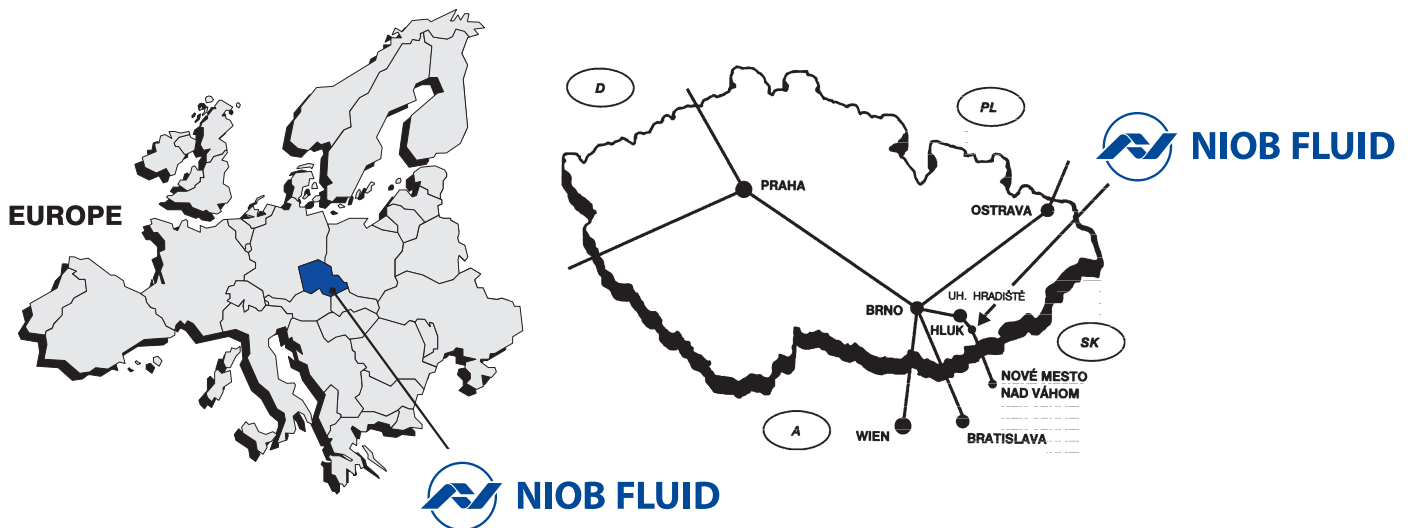 EUROPE
NIOB FLUID
D
PL
NIOB FLUID
PRAHA
OSTRAVA
UH. HRADIŠTĚ
BRNO
HLUK
SK
NOVÉ MESTO
NAD VÁHOM
A
WIEN
BRATISLAVA